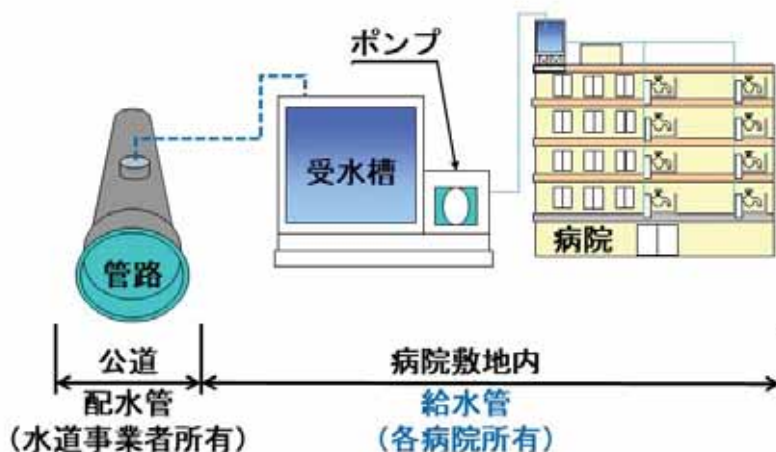 ポンプ
受水槽
管路
病院
公道
病院敷地内
配水管
給水管
（水道事業者所有）
（各病院所有）